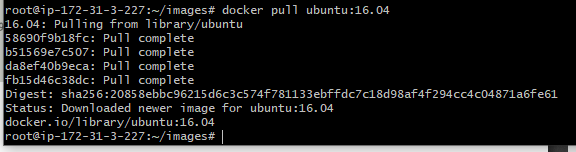 root@ip-172-31-3-227:~/images# docker pull ubuntu:16.04
16.04: Pulling from library/ubuntu
58690f9b18fc: Pull complete
b51569e7c507: Pull complete
da8ef40b9eca: Pull complete
fb15d46c38dc: Pull complete
Digest: sha256:20858ebbc96215d6c3c574f781133ebffdc7c18d98af4f294cc4c04871a6fe61
Status: Downloaded newer image for ubuntu:16.04
docker.io/library/ubuntu:16.04
root@ip-172-31-3-227:~/images#